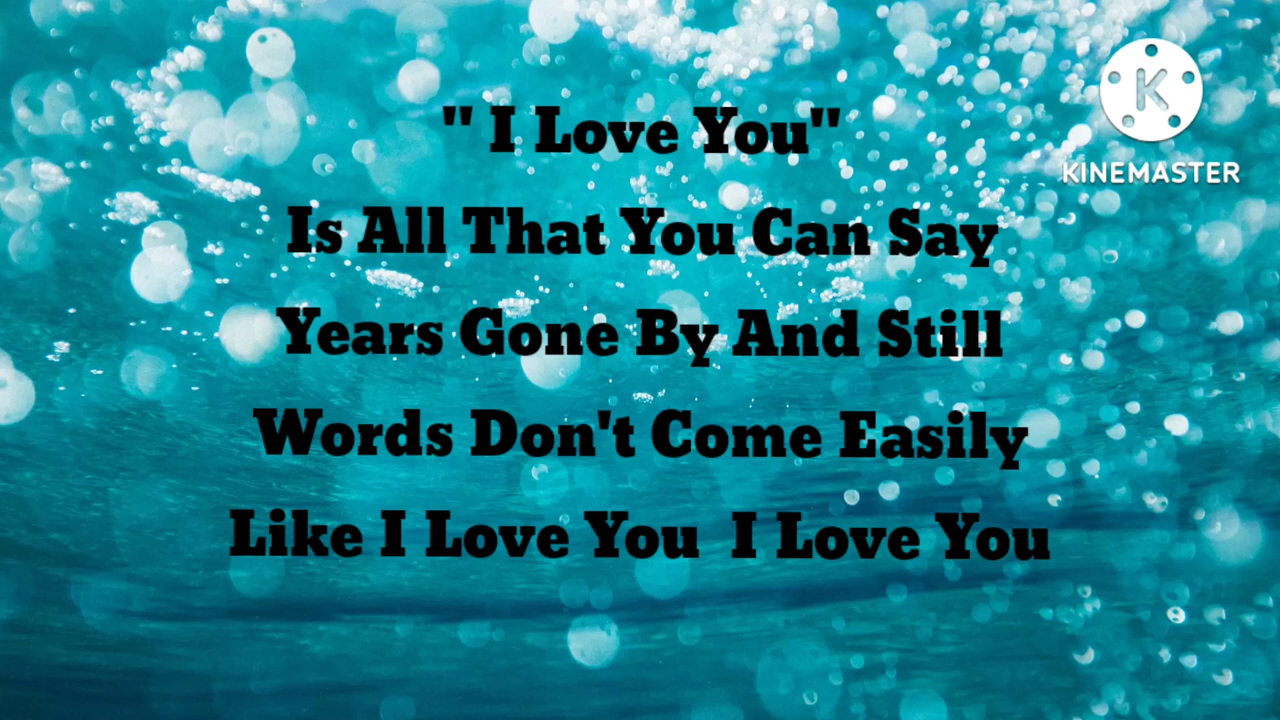 " I Love You"
Is All That You Can Say
Years Gone By And Still
Words Don't Come Easily
Like I Love You  I Love You
K
KINEMASTER